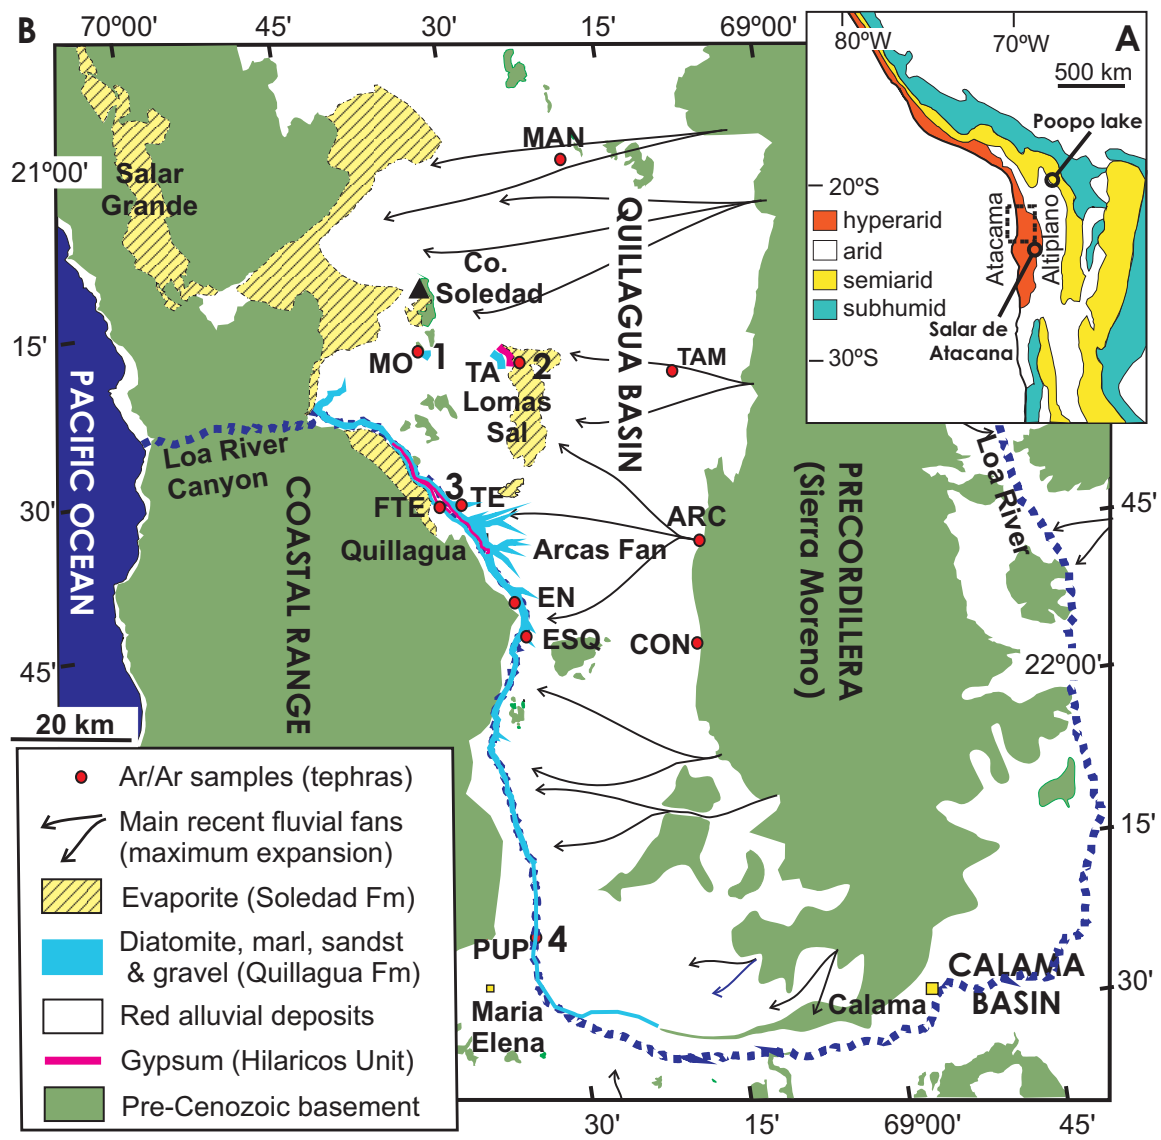 B
70º00'
45'
30'
15'
69º00'
A
80ºW
70ºW
500 km
Poopo lake
20ºS
hyperarid
arid
semiarid
subhumid
Atacama
Altiplano
Salar de
Atacana
30ºS
MAN
21º00'
Salar
Grande
QUILLAGUA BASIN
Co.
Soledad
15'
MO
1
TA
2
TAM
Lomas
Sal
PACIFIC OCEAN
Loa River
Canyon
COASTAL RANGE
PRECORDILLERA
(Sierra Moreno)
Loa River
30'
FTE
3
TE
ARC
45'
Quillagua
Arcas Fan
EN
ESQ
CON
45'
22º00'
20 km
Ar/Ar samples (tephras)
Main recent fluvial fans
(maximum expansion)
Evaporite (Soledad Fm)
Diatomite, marl, sandst
& gravel (Quillagua Fm)
Red alluvial deposits
Gypsum (Hilaricos Unit)
Pre-Cenozoic basement
15'
PUP
4
Maria
Elena
Calama
CALAMA
BASIN
30'
30'
15'
69º00'
45'